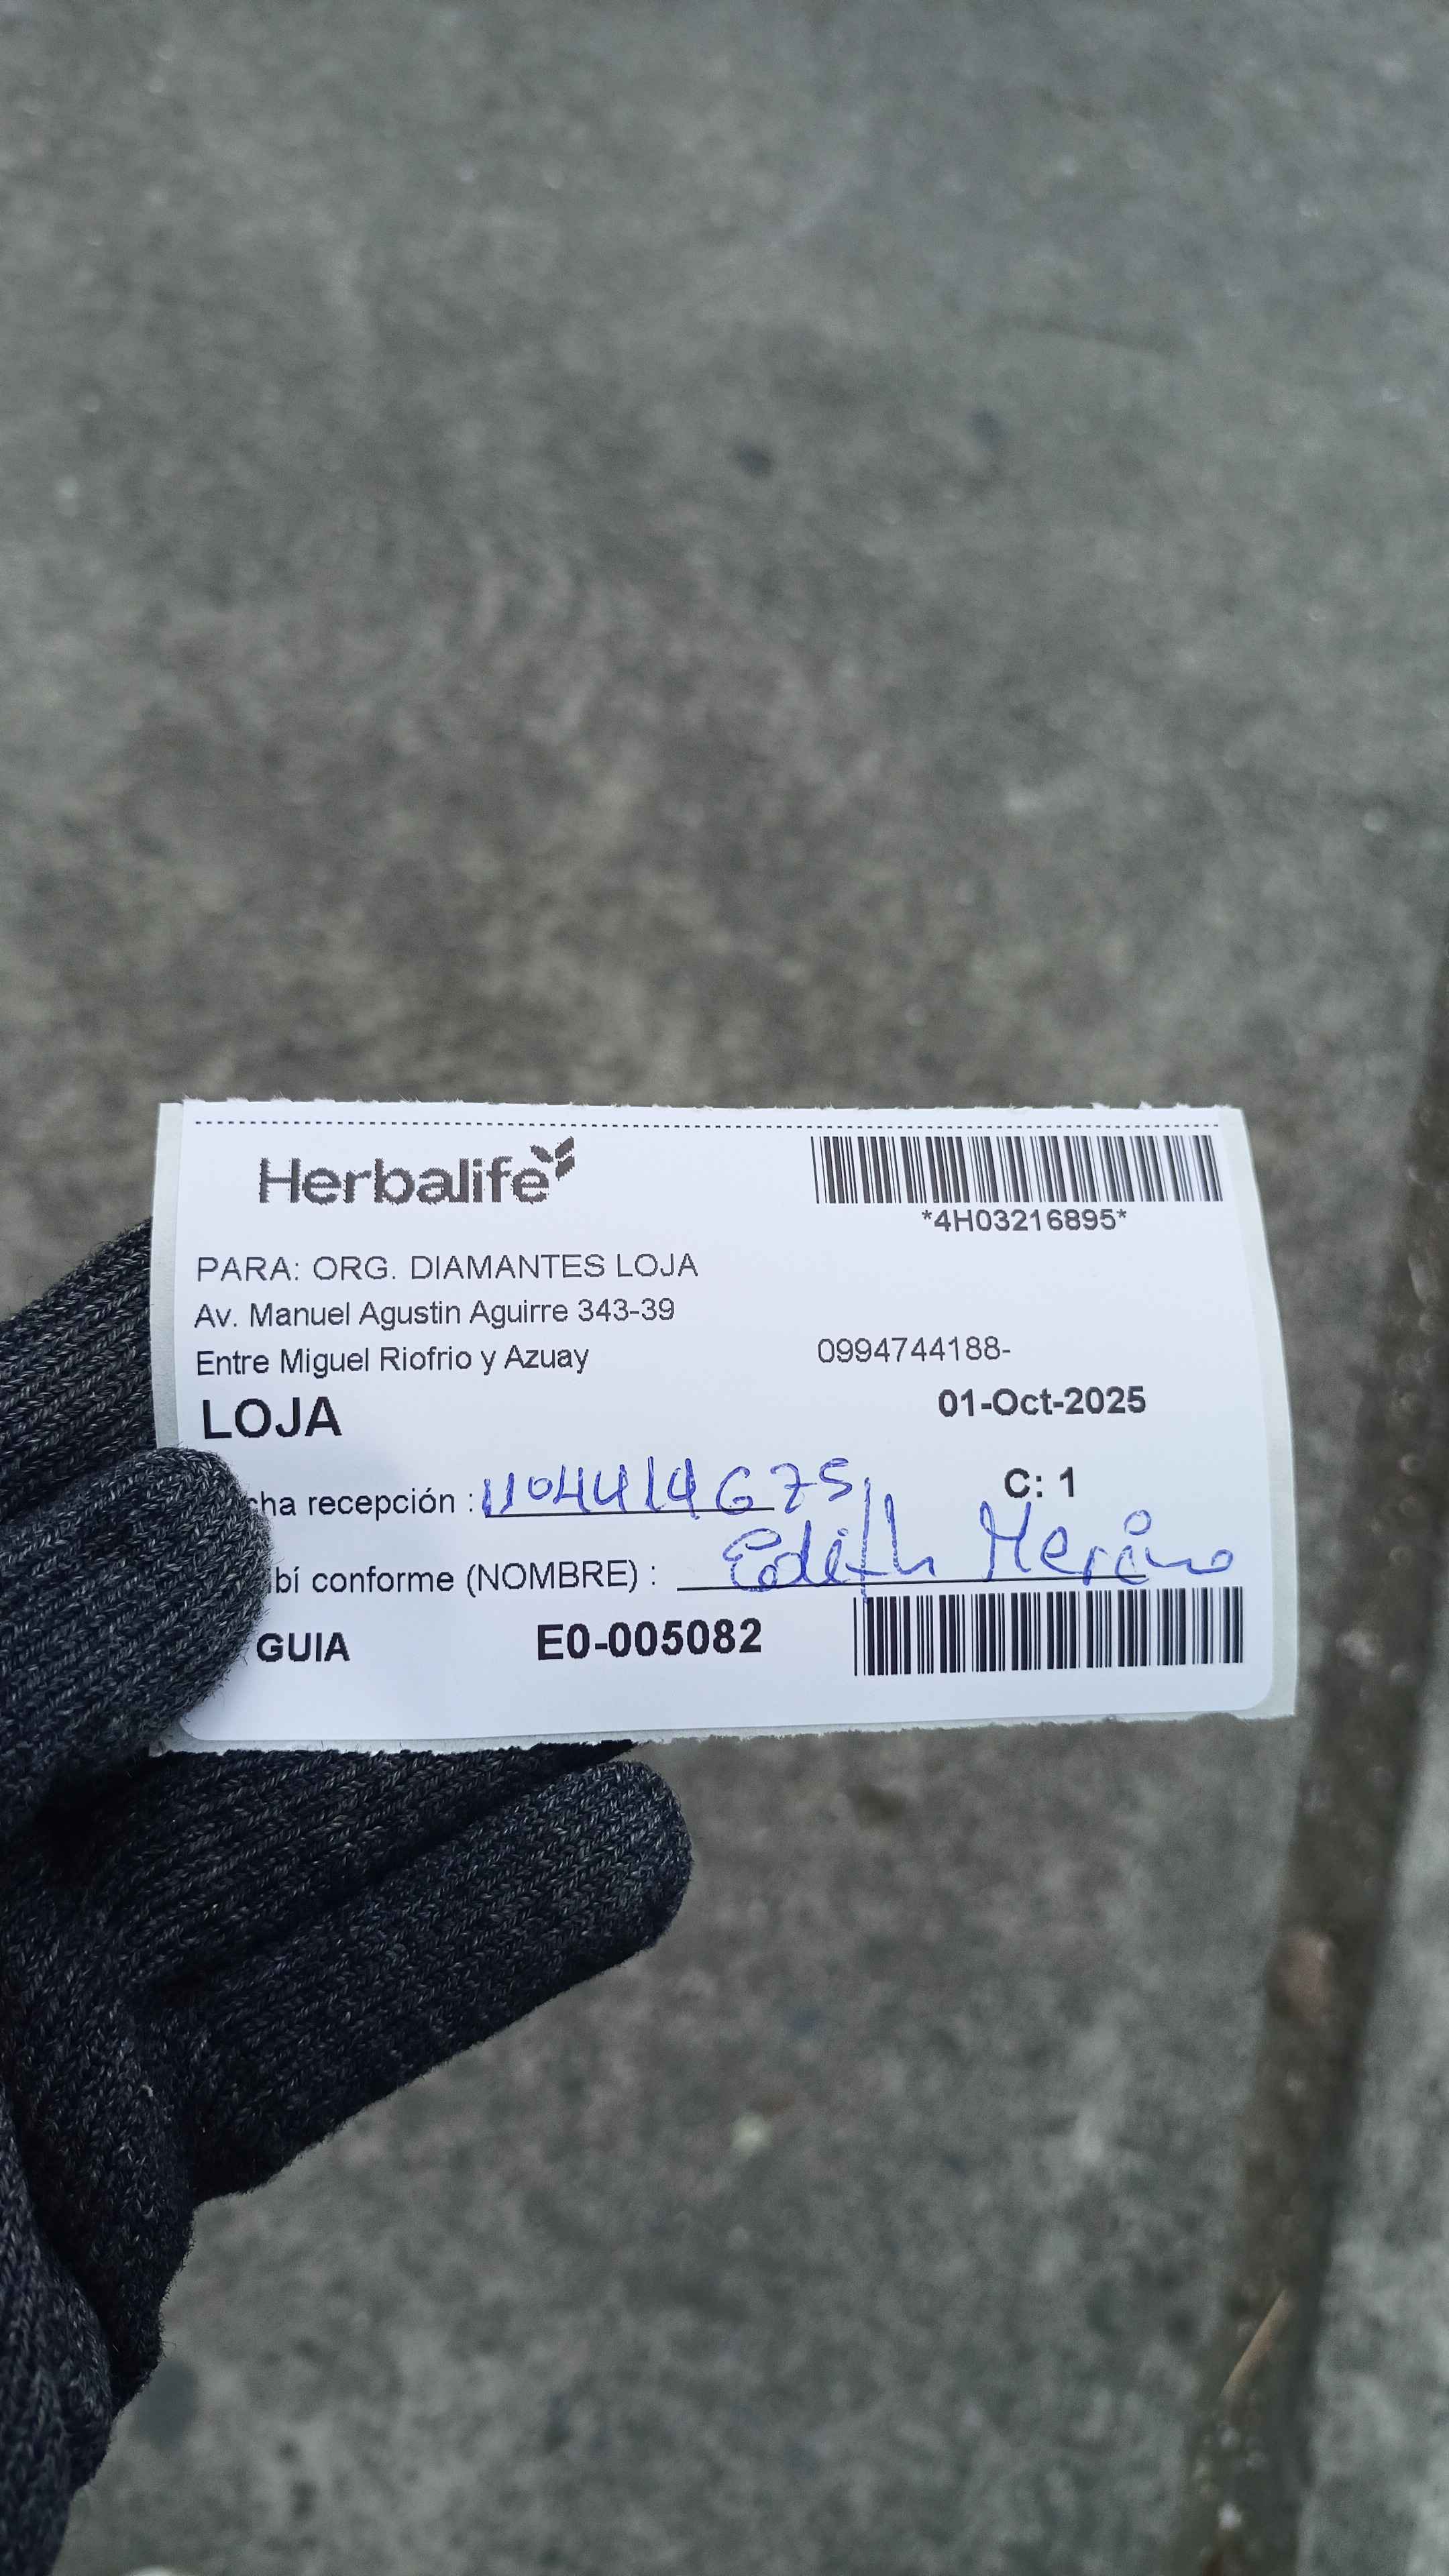 Herbalife
*4H03216895*
PARA: ORG. DIAMANTES LOJA
Av. Manuel Agustin Aguirre 343-39
Entre Miguel Riofrio y Azuay
0994744188-
LOJA
01-Oct-2025
cha recepción : 1104414675
C: 1
bí conforme (NOMBRE) : Edith Merino
GUIA E0-005082